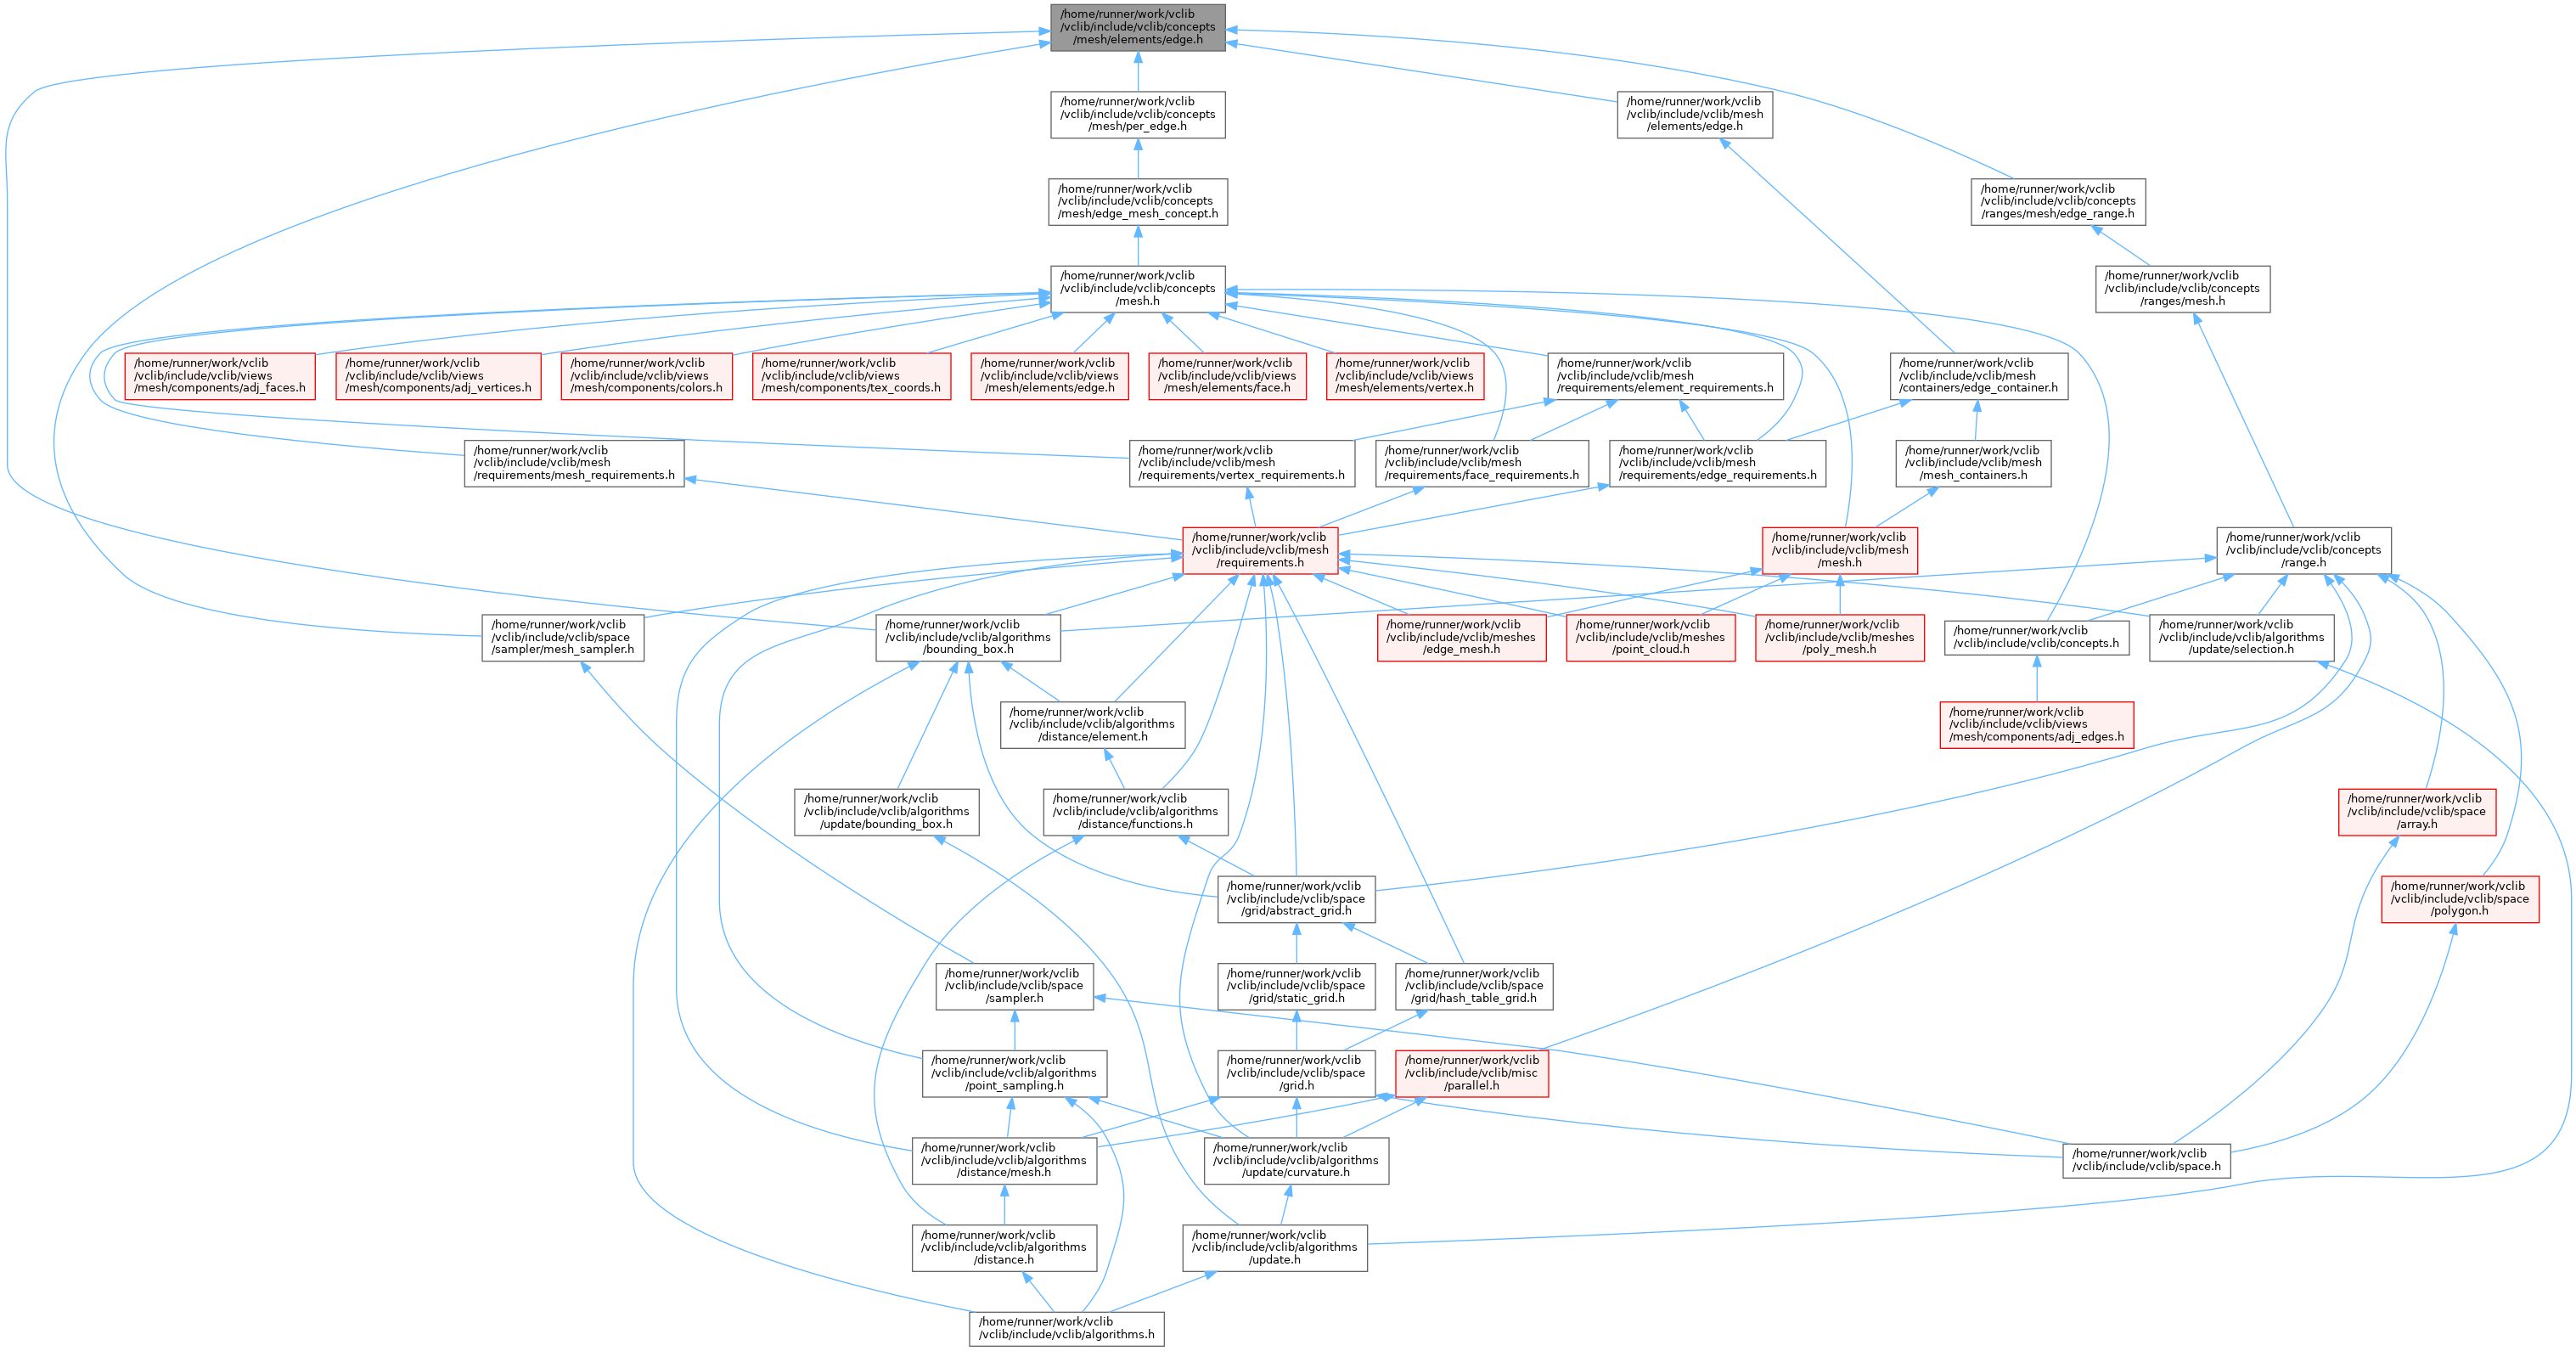 /home/runner/work/vclib
/vclib/include/vclib/concepts
/mesh/elements/edge.h
/home/runner/work/vclib
/vclib/include/vclib/concepts
/mesh/per_edge.h
/home/runner/work/vclib
/vclib/include/vclib/mesh
/elements/edge.h
/home/runner/work/vclib
/vclib/include/vclib/concepts
/mesh/edge_mesh_concept.h
/home/runner/work/vclib
/vclib/include/vclib/concepts
/ranges/mesh/edge_range.h
/home/runner/work/vclib
/vclib/include/vclib/concepts
/mesh.h
/home/runner/work/vclib
/vclib/include/vclib/concepts
/ranges/mesh.h
/home/runner/work/vclib
/vclib/include/vclib/views
/mesh/components/adj_faces.h
/home/runner/work/vclib
/vclib/include/vclib/views
/mesh/components/adj_vertices.h
/home/runner/work/vclib
/vclib/include/vclib/views
/mesh/components/colors.h
/home/runner/work/vclib
/vclib/include/vclib/views
/mesh/components/tex_coords.h
/home/runner/work/vclib
/vclib/include/vclib/views
/mesh/elements/edge.h
/home/runner/work/vclib
/vclib/include/vclib/views
/mesh/elements/face.h
/home/runner/work/vclib
/vclib/include/vclib/views
/mesh/elements/vertex.h
/home/runner/work/vclib
/vclib/include/vclib/mesh
/requirements/element_requirements.h
/home/runner/work/vclib
/vclib/include/vclib/mesh
/containers/edge_container.h
/home/runner/work/vclib
/vclib/include/vclib/mesh
/requirements/mesh_requirements.h
/home/runner/work/vclib
/vclib/include/vclib/mesh
/requirements/vertex_requirements.h
/home/runner/work/vclib
/vclib/include/vclib/mesh
/requirements/face_requirements.h
/home/runner/work/vclib
/vclib/include/vclib/mesh
/requirements/edge_requirements.h
/home/runner/work/vclib
/vclib/include/vclib/mesh
/mesh_containers.h
/home/runner/work/vclib
/vclib/include/vclib/mesh
/requirements.h
/home/runner/work/vclib
/vclib/include/vclib/mesh
/mesh.h
/home/runner/work/vclib
/vclib/include/vclib/concepts
/range.h
/home/runner/work/vclib
/vclib/include/vclib/space
/sampler/mesh_sampler.h
/home/runner/work/vclib
/vclib/include/vclib/algorithms
/bounding_box.h
/home/runner/work/vclib
/vclib/include/vclib/meshes
/edge_mesh.h
/home/runner/work/vclib
/vclib/include/vclib/meshes
/point_cloud.h
/home/runner/work/vclib
/vclib/include/vclib/meshes
/poly_mesh.h
/home/runner/work/vclib
/vclib/include/vclib/concepts.h
/home/runner/work/vclib
/vclib/include/vclib/algorithms
/update/selection.h
/home/runner/work/vclib
/vclib/include/vclib/algorithms
/distance/element.h
/home/runner/work/vclib
/vclib/include/vclib/views
/mesh/components/adj_edges.h
/home/runner/work/vclib
/vclib/include/vclib/algorithms
/update/bounding_box.h
/home/runner/work/vclib
/vclib/include/vclib/algorithms
/distance/functions.h
/home/runner/work/vclib
/vclib/include/vclib/space
/array.h
/home/runner/work/vclib
/vclib/include/vclib/space
/grid/abstract_grid.h
/home/runner/work/vclib
/vclib/include/vclib/space
/polygon.h
/home/runner/work/vclib
/vclib/include/vclib/space
/sampler.h
/home/runner/work/vclib
/vclib/include/vclib/space
/grid/static_grid.h
/home/runner/work/vclib
/vclib/include/vclib/space
/grid/hash_table_grid.h
/home/runner/work/vclib
/vclib/include/vclib/algorithms
/point_sampling.h
/home/runner/work/vclib
/vclib/include/vclib/space
/grid.h
/home/runner/work/vclib
/vclib/include/vclib/misc
/parallel.h
/home/runner/work/vclib
/vclib/include/vclib/algorithms
/distance/mesh.h
/home/runner/work/vclib
/vclib/include/vclib/algorithms
/update/curvature.h
/home/runner/work/vclib
/vclib/include/vclib/space.h
/home/runner/work/vclib
/vclib/include/vclib/algorithms
/distance.h
/home/runner/work/vclib
/vclib/include/vclib/algorithms
/update.h
/home/runner/work/vclib
/vclib/include/vclib/algorithms.h